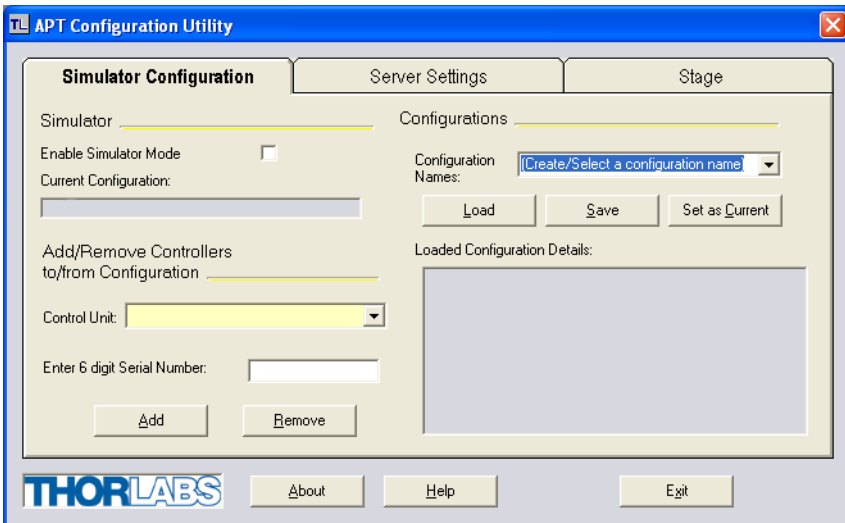 TL APT Configuration Utility
Simulator Configuration
Server Settings
Stage
Simulator
Enable Simulator Mode
Current Configuration:
Add/Remove Controllers
to/from Configuration
Control Unit:
Enter 6 digit Serial Number:
Add
Remove
Configurations
Configuration
Names:
(Create/Select a configuration name)
Load
Save
Set as Current
Loaded Configuration Details:
THORLABS
About
Help
Exit